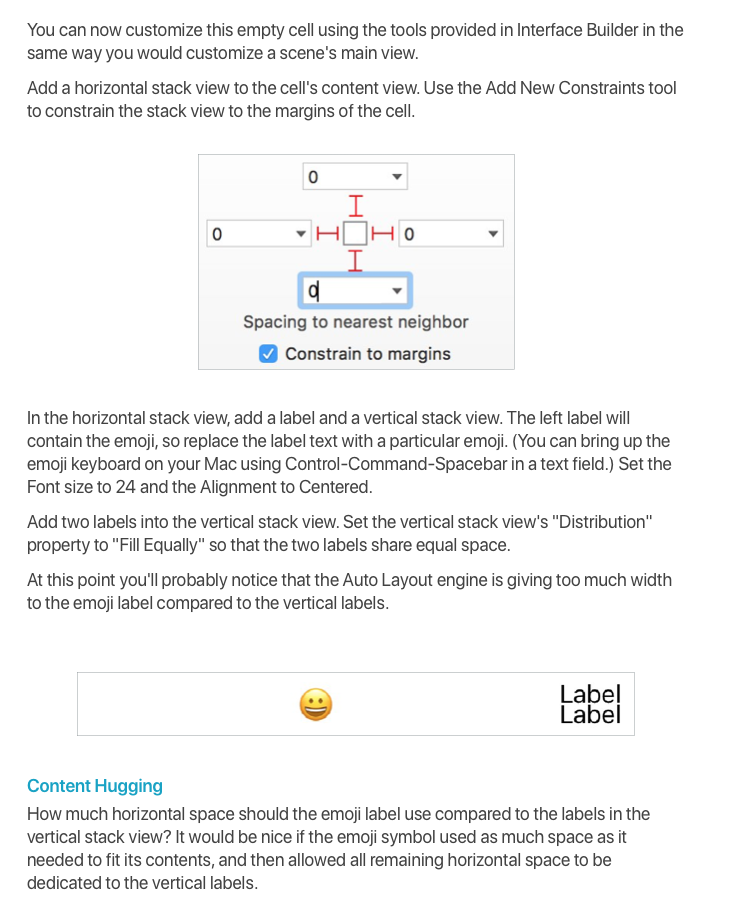 You can now customize this empty cell using the tools provided in Interface Builder in the
same way you would customize a scene's main view.
Add a horizontal stack view to the cell's content view. Use the Add New Constraints tool
to constrain the stack view to the margins of the cell.
0
0
0
0
Spacing to nearest neighbor
Constrain to margins
In the horizontal stack view, add a label and a vertical stack view. The left label will
contain the emoji, so replace the label text with a particular emoji. (You can bring up the
emoji keyboard on your Mac using Control-Command-Spacebar in a text field.) Set the
Font size to 24 and the Alignment to Centered.
Add two labels into the vertical stack view. Set the vertical stack view's "Distribution"
property to "Fill Equally" so that the two labels share equal space.
At this point you'll probably notice that the Auto Layout engine is giving too much width
to the emoji label compared to the vertical labels.
Label
Label
Content Hugging
How much horizontal space should the emoji label use compared to the labels in the
vertical stack view? It would be nice if the emoji symbol used as much space as it
needed to fit its contents, and then allowed all remaining horizontal space to be
dedicated to the vertical labels.